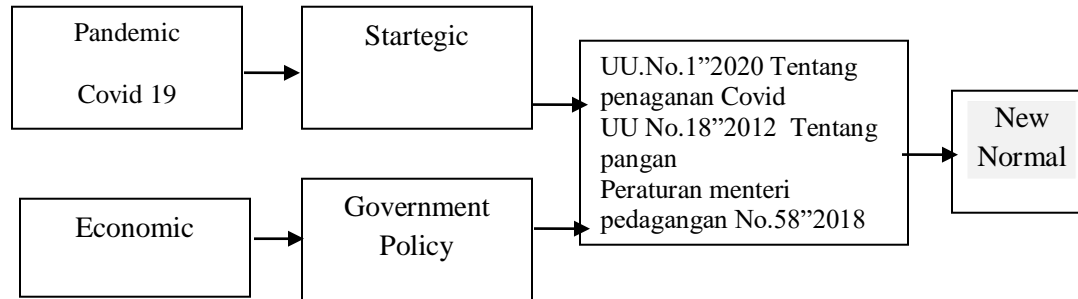 Pandemic
Covid 19
Startegic
UU.No.1”2020 Tentang
penaganan Covid
UU No.18”2012 Tentang
pangan
Peraturan menteri
pedagangan No.58”2018
New
Normal
Economic
Government
Policy